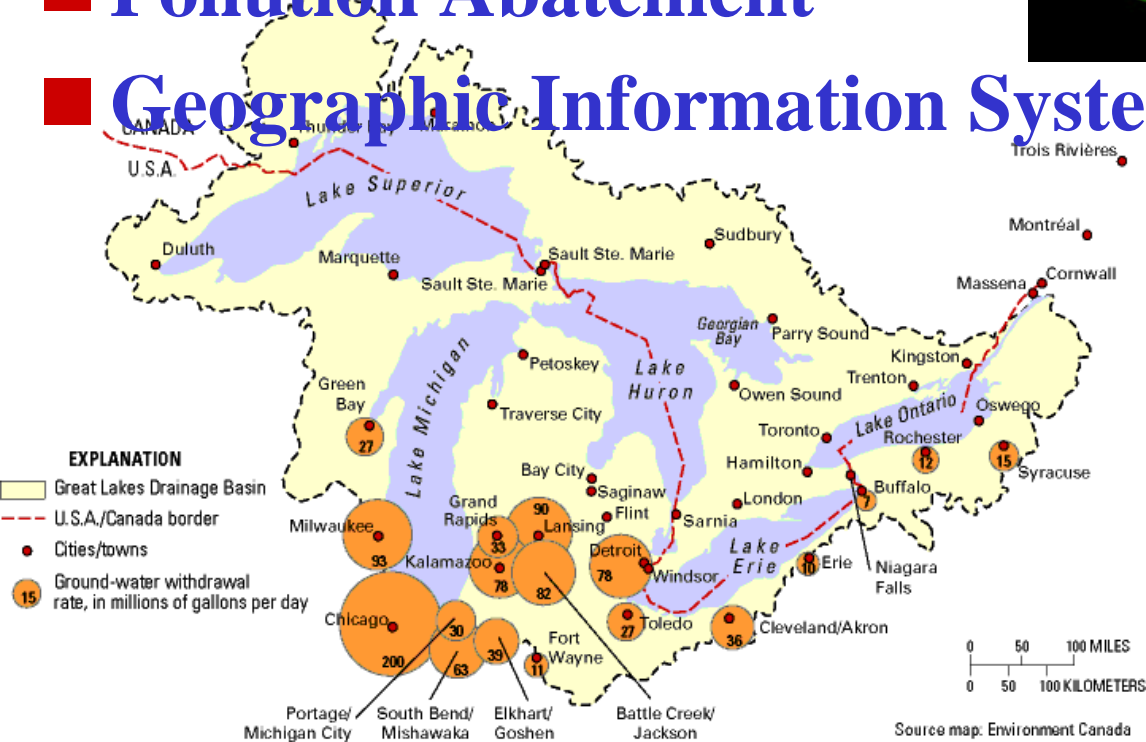 Pollution Abatement
Geographic Information Syste
CANADA
U.S.A.
Thunder Bay
Marathon
Trois Rivières
Montréal
Lake Superior
Duluth
Marquette
Sault Ste. Marie
Sault Ste. Marie
Sudbury
Massena
Cornwall
Georgian
Bay
Parry Sound
Kingston
Trenton
Petoskey
Lake
Huron
Owen Sound
Lake Michigan
Green
Bay
27
Traverse City
Toronto
Lake Ontario
Oswego
Rochester
12
15
Syracuse
Hamilton
Buffalo
7
Bay City
Saginaw
Flint
London
Sarnia
EXPLANATION
Great Lakes Drainage Basin
U.S.A./Canada border
Cities/towns
15
Ground-water withdrawal
rate, in millions of gallons per day
Milwaukee
93
Grand
Rapids
33
90
Lansing
Kalamazoo
78
82
Detroit
78
Windsor
Lake
Erie
10
Erie
Niagara
Falls
Chicago
200
30
63
39
Fort
Wayne
11
27
Toledo
36
Cleveland/Akron
Portage/
Michigan City
South Bend/
Mishawaka
Elkhart/
Goshen
Battle Creek/
Jackson
0 50 100 MILES
0 50 100 KILOMETERS
Source map: Environment Canada